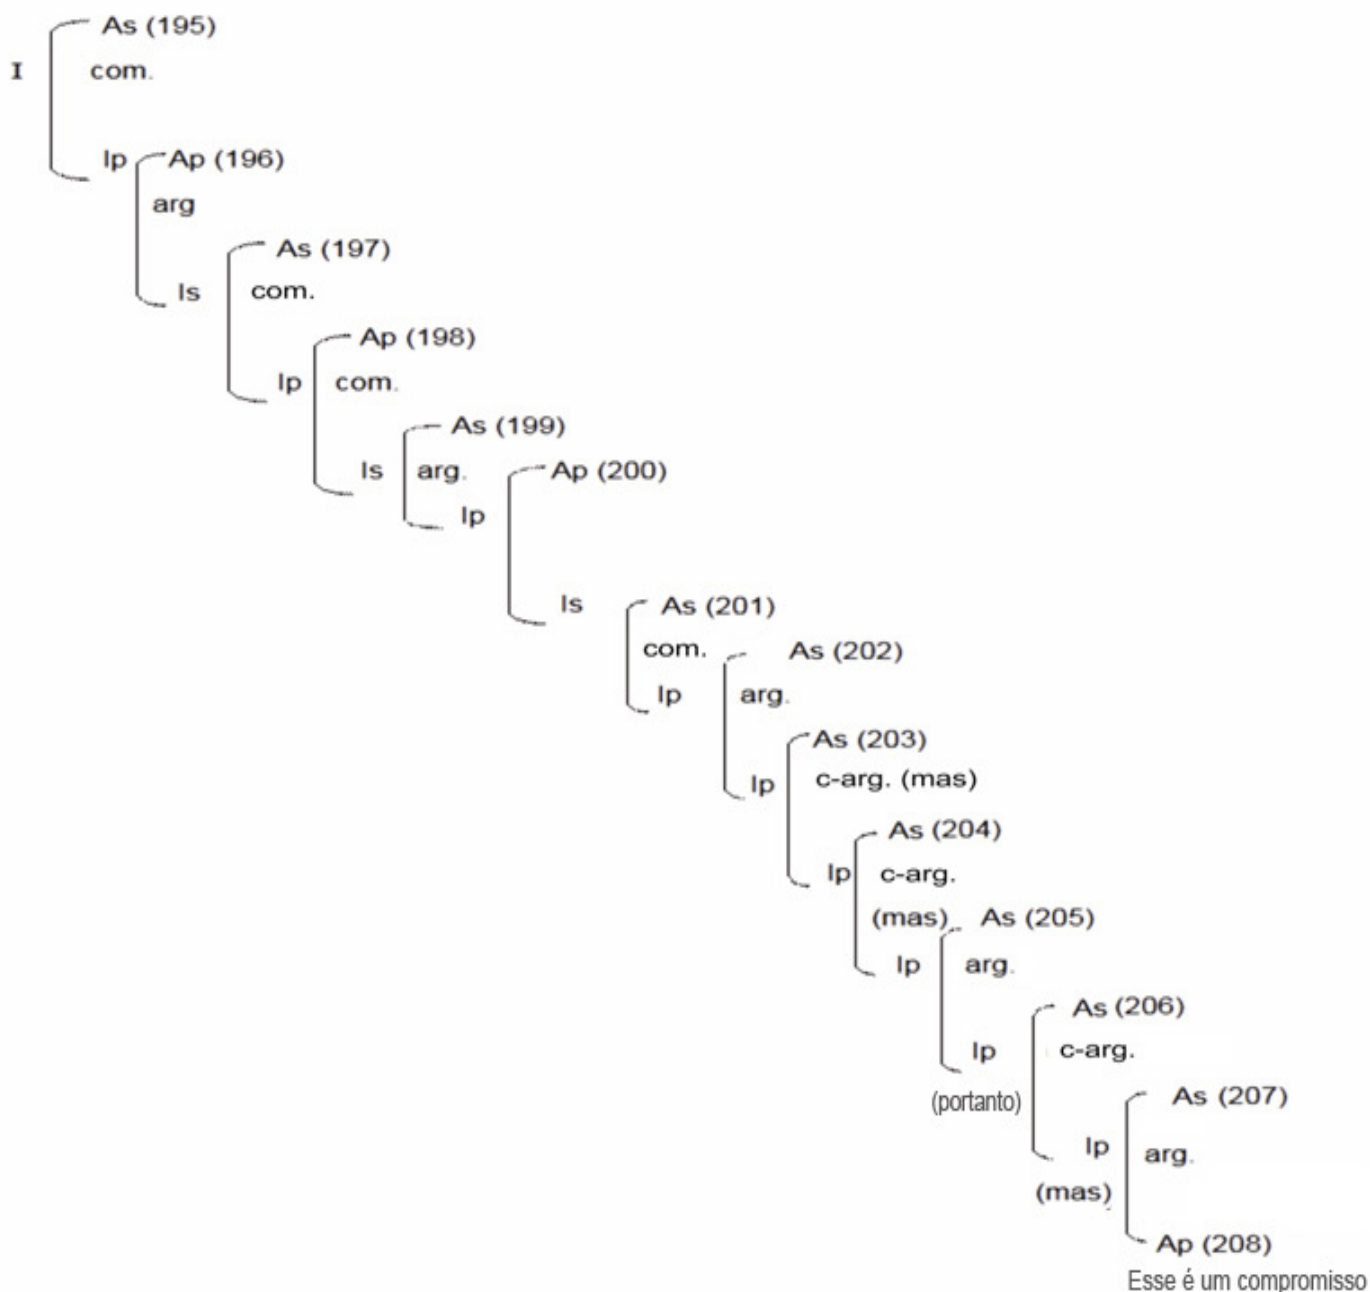 As (195)
I com.
Ip Ap (196)
arg
As (197)
Is com.
Ap (198)
Ip com.
As (199)
Is arg. Ap (200)
Ip
Is As (201)
com. As (202)
Ip arg.
As (203)
Ip c-arg. (mas)
As (204)
Ip c-arg.
(mas) As (205)
Ip arg.
As (206)
Ip c-arg.
(portanto) As (207)
Ip arg.
(mas)
Ap (208)
Esse é um compromisso